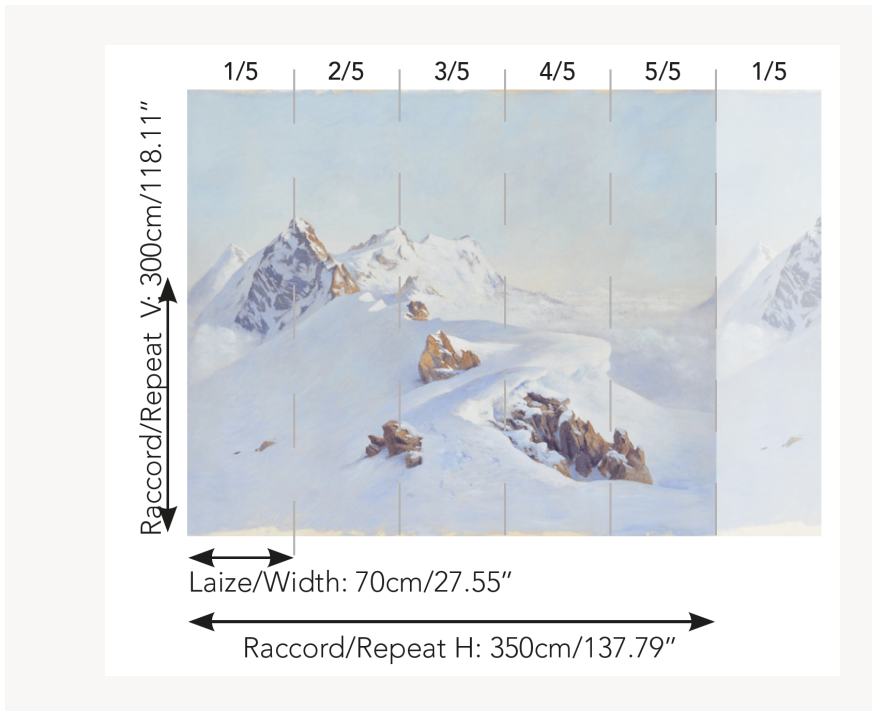 1/5 2/5 3/5 4/5 5/5 1/5
Raccord/Repeat V: 300cm/118.11”
Laize/Width: 70cm/27.55”
Raccord/Repeat H: 350cm/137.79”